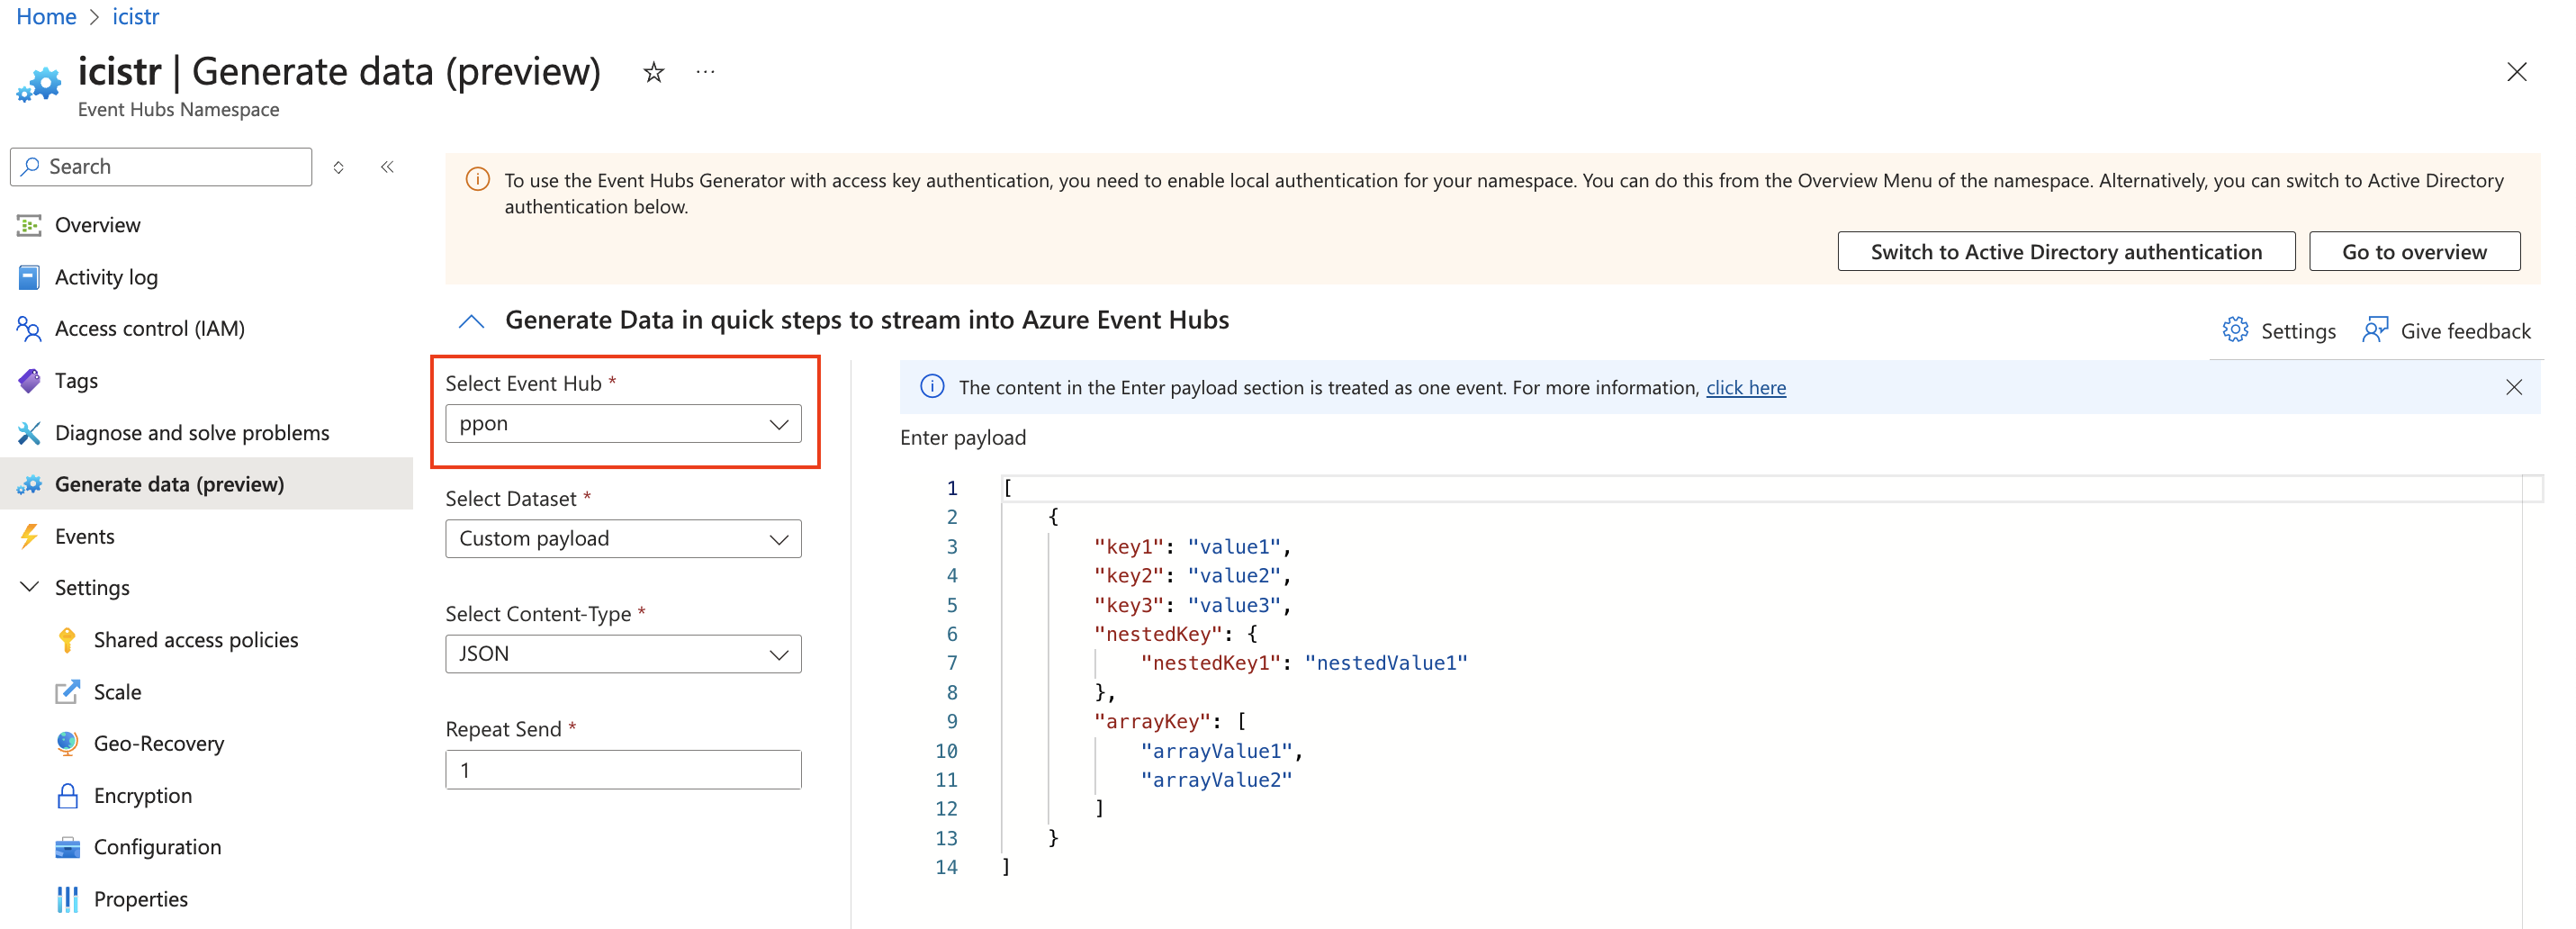 Home > icistr
icistr | Generate data (preview) ☆ ···
Event Hubs Namespace
Search
Overview
Activity log
Access control (IAM)
Tags
Diagnose and solve problems
Generate data (preview)
Events
Settings
Shared access policies
Scale
Geo-Recovery
Encryption
Configuration
Properties
To use the Event Hubs Generator with access key authentication, you need to enable local authentication for your namespace. You can do this from the Overview Menu of the namespace. Alternatively, you can switch to Active Directory
authentication below.
Switch to Active Directory authentication
Go to overview
Generate Data in quick steps to stream into Azure Event Hubs
Settings
Give feedback
Select Event Hub *
ppon
Select Dataset *
Custom payload
Select Content-Type *
JSON
Repeat Send *
1
The content in the Enter payload section is treated as one event. For more information, click here
Enter payload
1 [
2 {
3 "key1": "value1",
4 "key2": "value2",
5 "key3": "value3",
6 "nestedKey": {
7 "nestedKey1": "nestedValue1"
8 },
9 "arrayKey": [
10 "arrayValue1",
11 "arrayValue2"
12 ]
13 }
14 ]